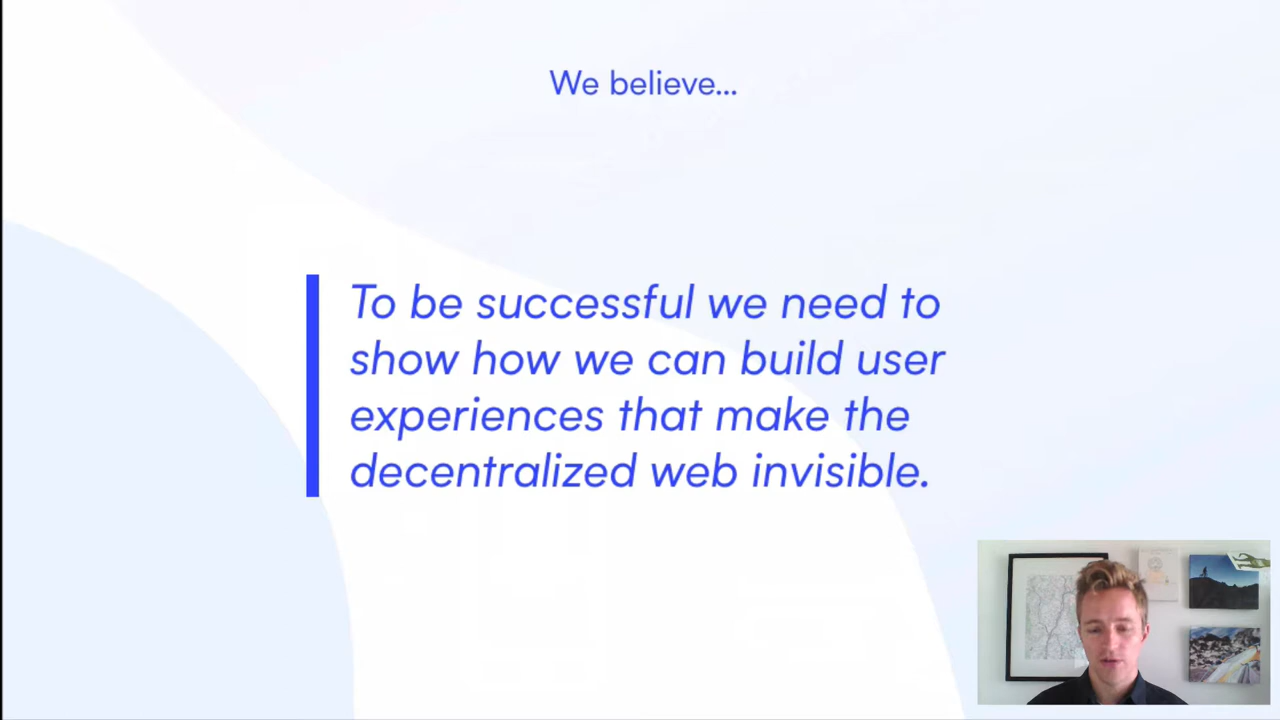 We believe...
To be successful we need to
show how we can build user
experiences that make the
decentralized web invisible.